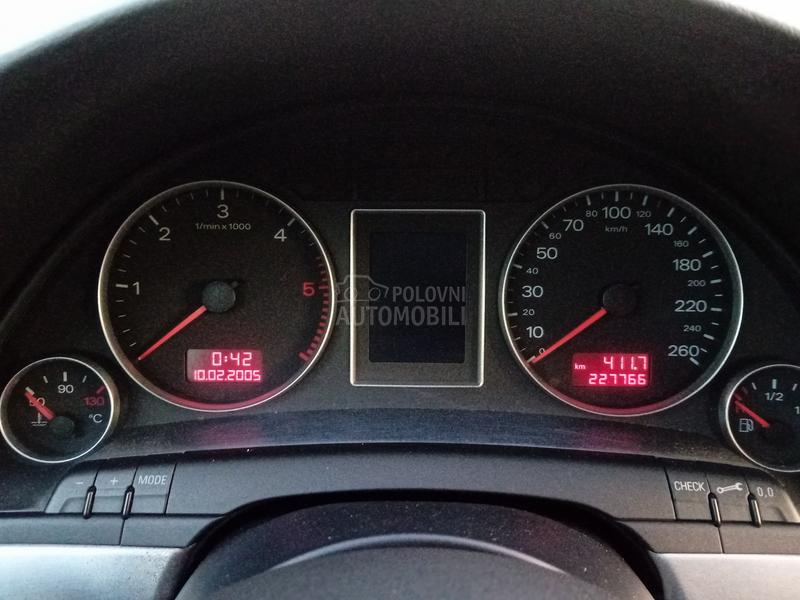 1 2 3 4 5
1/min x 1000
0:42
10.02.2005
POLOVNI
AUTOMOBILI
0 10 20 30 40 50 60 70 80 100 120 140 160 180 200 220 240 260
km/h
km 411.7
227766
50 90 130
°C
1/2
− + MODE
CHECK 0,0